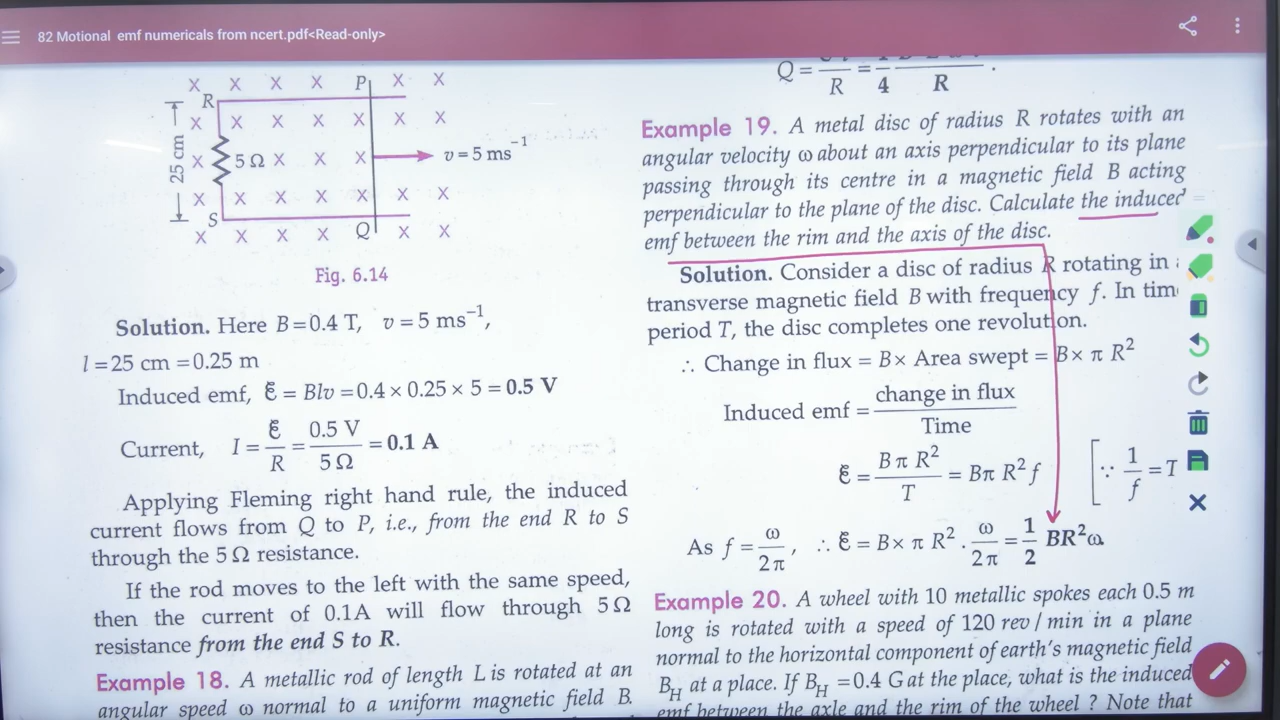 82 Motional emf numericals from ncert.pdf<Read-only>
X X X X P X X
R
X X X X X X X
25 cm
X 5 Ω X X X v = 5 ms⁻¹
X X X X X X X
S
X X X X Q X X
Fig. 6.14
Solution. Here B = 0.4 T, v = 5 ms⁻¹,
l = 25 cm = 0.25 m
Induced emf, ℰ = Blv = 0.4 × 0.25 × 5 = 0.5 V
Current, I = ℰ/R = 0.5 V/5 Ω = 0.1 A
Applying Fleming right hand rule, the induced
current flows from Q to P, i.e., from the end R to S
through the 5 Ω resistance.
If the rod moves to the left with the same speed,
then the current of 0.1A will flow through 5 Ω
resistance from the end S to R.
Example 18. A metallic rod of length L is rotated at an
angular speed ω normal to a uniform magnetic field B.
Q = R = 4 R .
Example 19. A metal disc of radius R rotates with an
angular velocity ω about an axis perpendicular to its plane
passing through its centre in a magnetic field B acting
perpendicular to the plane of the disc. Calculate the induced
emf between the rim and the axis of the disc.
Solution. Consider a disc of radius R rotating in
transverse magnetic field B with frequency f. In tim
period T, the disc completes one revolution.
∴ Change in flux = B × Area swept = B × π R²
Induced emf = change in flux/Time
ℰ = B π R²/T = Bπ R² f [∵ 1/f = T
As f = ω/2π, ∴ ℰ = B × π R² . ω/2π = 1/2 BR²ω
Example 20. A wheel with 10 metallic spokes each 0.5 m
long is rotated with a speed of 120 rev / min in a plane
normal to the horizontal component of earth's magnetic field
B_H at a place. If B_H = 0.4 G at the place, what is the induced
emf between the axle and the rim of the wheel ? Note that